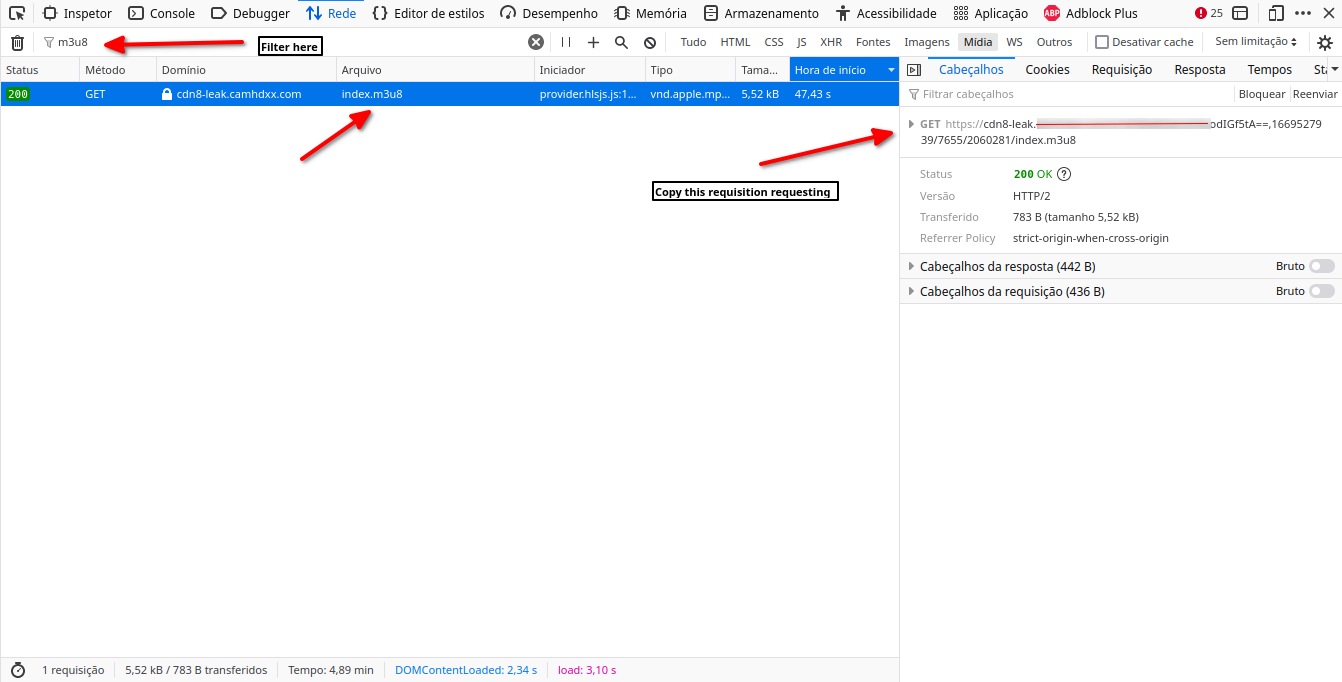 Inspetor Console Debugger Rede Editor de estilos Desempenho Memória Armazenamento Acessibilidade Aplicação ABP Adblock Plus 25
m3u8 Filter here Tudo HTML CSS JS XHR Fontes Imagens Mídia WS Outros Desativar cache Sem limitação
Status Método Domínio Arquivo Iniciador Tipo Tama... Hora de início
200 GET cdn8-leak.camhdxx.com index.m3u8 provider.hlsjs.js:1... vnd.apple.mp... 5,52 kB 47,43 s
Copy this requisition requesting
Cabeçalhos Cookies Requisição Resposta Tempos Sta
Filtrar cabeçalhos Bloquear Reenviar
GET https://cdn8-leak. odIGf5tA==,16695279
39/7655/2060281/index.m3u8
Status 200 OK ?
Versão HTTP/2
Transferido 783 B (tamanho 5,52 kB)
Referrer Policy strict-origin-when-cross-origin
Cabeçalhos da resposta (442 B) Bruto
Cabeçalhos da requisição (436 B) Bruto
1 requisição 5,52 kB / 783 B transferidos Tempo: 4,89 min DOMContentLoaded: 2,34 s load: 3,10 s